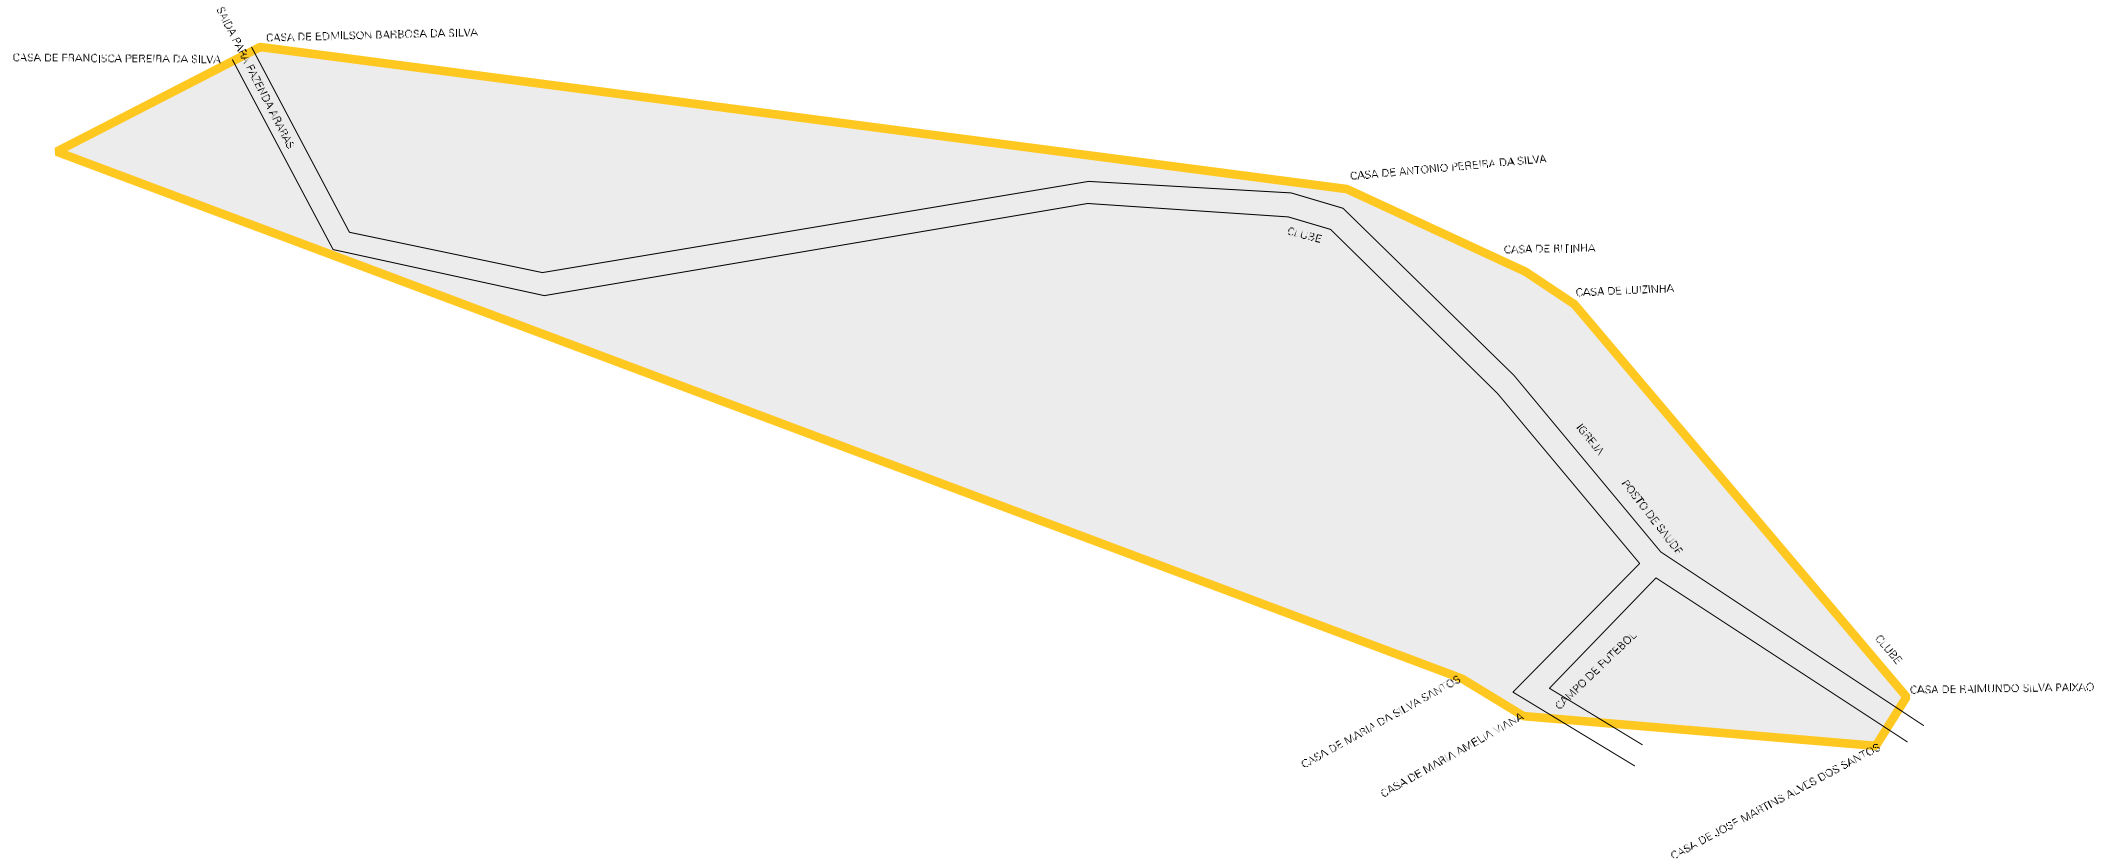 SAIDA PARA FAZENDA ARARAS
CASA DE EDMILSON BARBOSA DA SILVA
CASA DE FRANCISCA PEREIRA DA SILVA
CASA DE ANTONIO PEREIRA DA SILVA
CLUBE
CASA DE RITINHA
CASA DE LUIZINHA
IGREJA
POSTO DE SAUDE
CAMPO DE FUTEBOL
CLUBE
CASA DE RAIMUNDO SILVA PAIXAO
CASA DE MARIA DA SILVA SANTOS
CASA DE MARIA AMELIA VIANA
CASA DE JOSE MARTINS ALVES DOS SANTOS